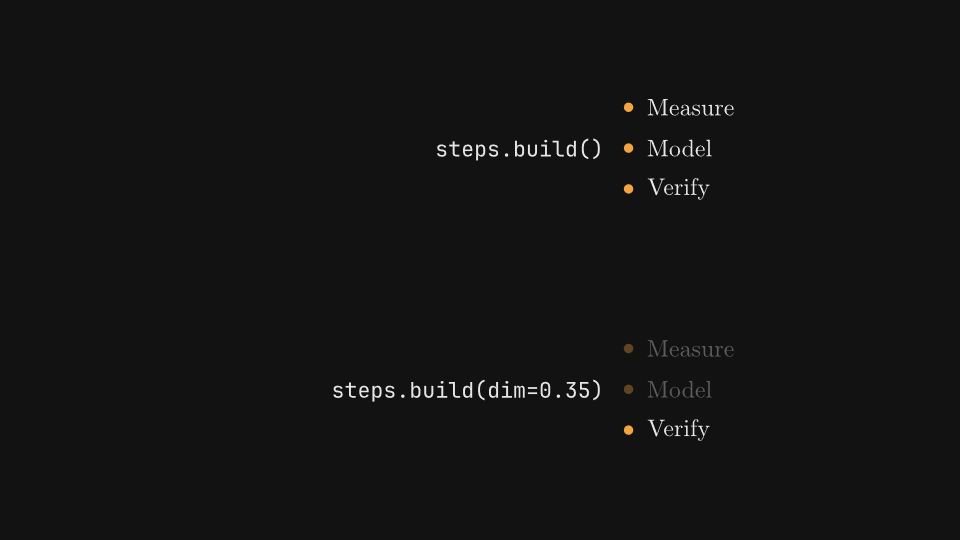 • Measure
steps.build() • Model
• Verify
• Measure
steps.build(dim=0.35) • Model
• Verify